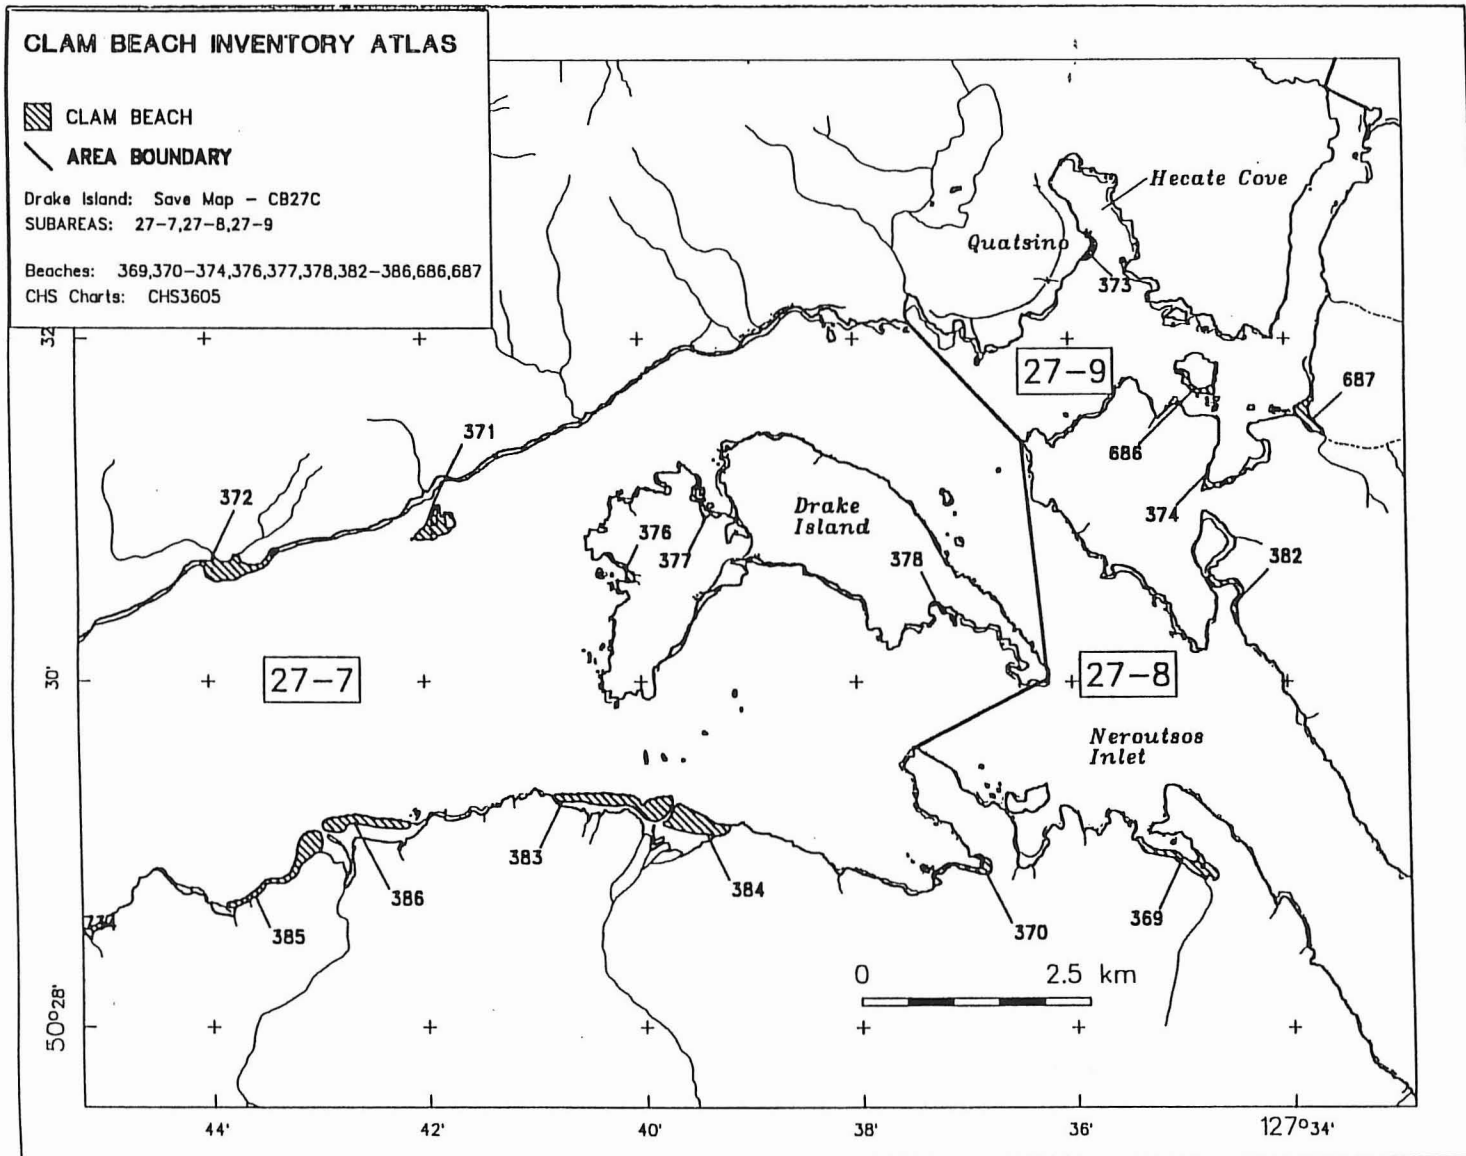 CLAM BEACH INVENTORY ATLAS
CLAM BEACH
AREA BOUNDARY
Drake Island: Save Map - CB27C
SUBAREAS: 27-7,27-8,27-9
Beaches: 369,370-374,376,377,378,382-386,686,687
CHS Charts: CHS3605
Hecate Cove
Quatsino
373
32'
27-9
687
371
686
372
Drake
Island
374
376
377
378
382
30'
27-7
27-8
Neroutsos
Inlet
383
386
384
385
370
369
0 2.5 km
50°28'
44' 42' 40' 38' 36' 127°34'